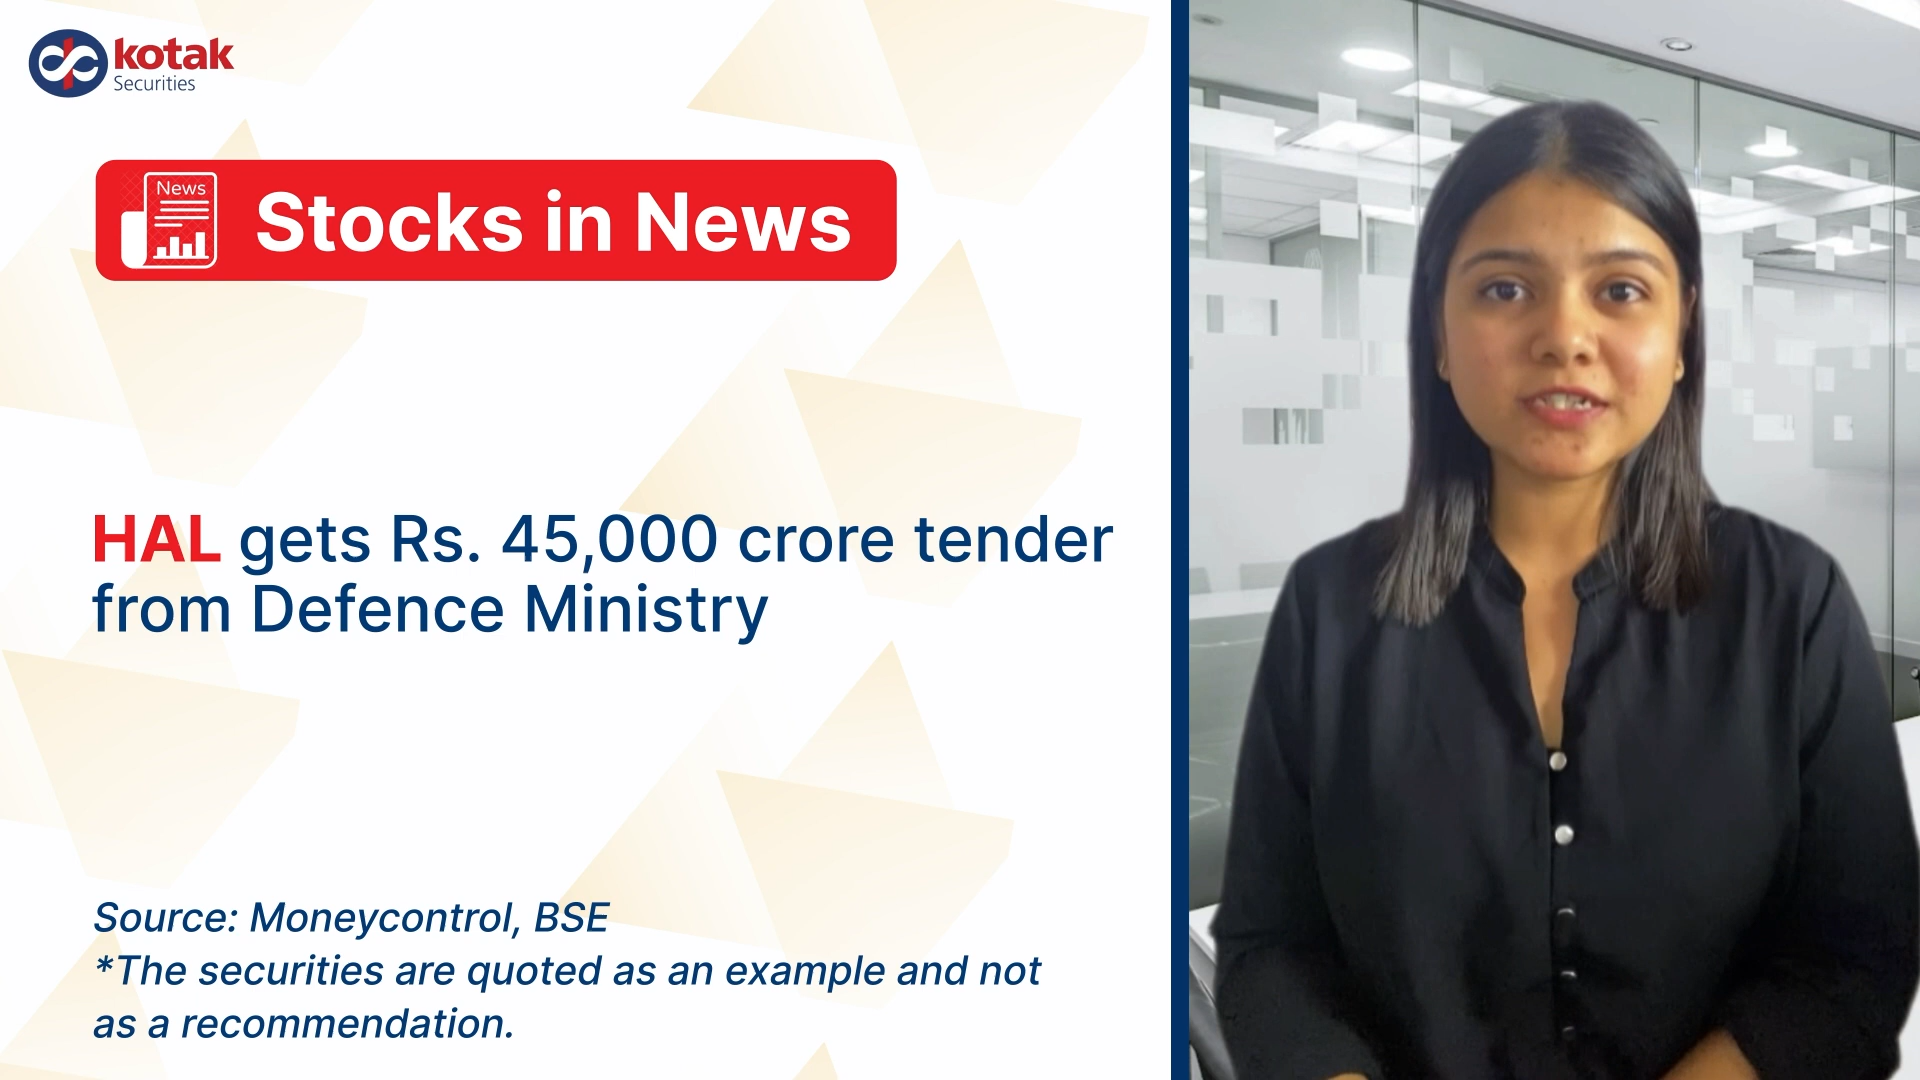 kotak
Securities
News
Stocks in News
HAL gets Rs. 45,000 crore tender
from Defence Ministry
Source: Moneycontrol, BSE
*The securities are quoted as an example and not
as a recommendation.